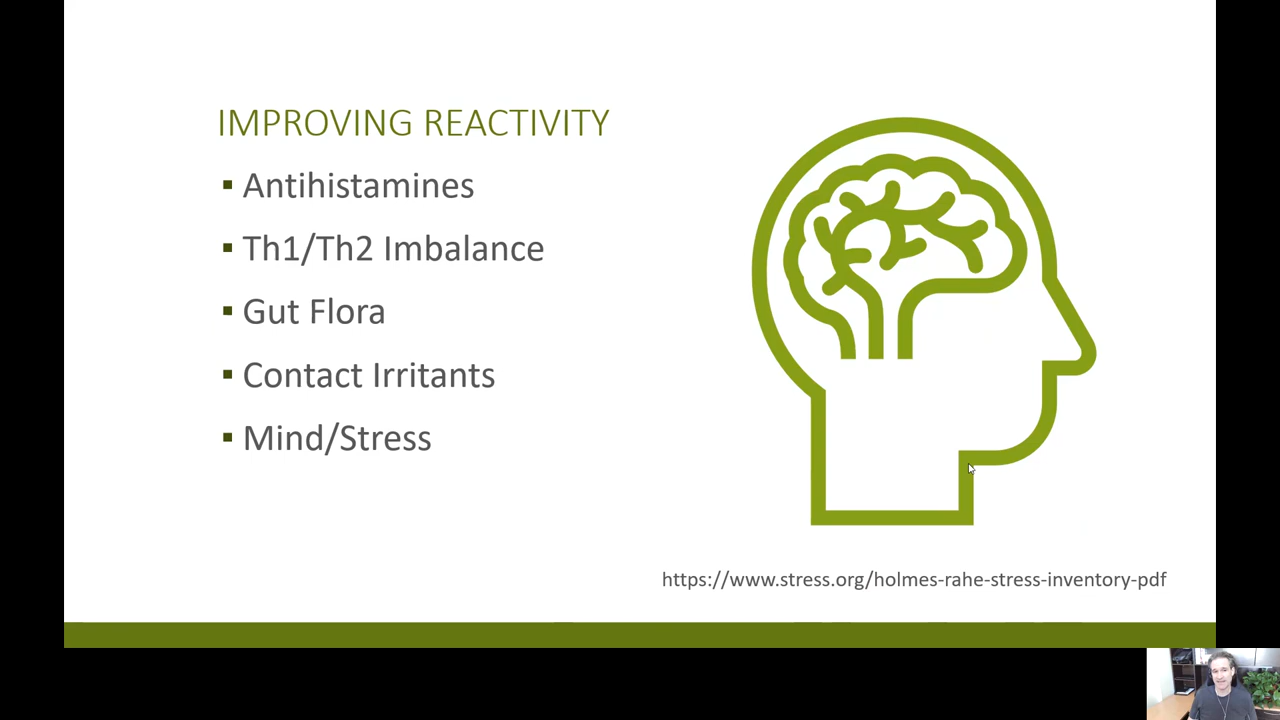 IMPROVING REACTIVITY
▪ Antihistamines
▪ Th1/Th2 Imbalance
▪ Gut Flora
▪ Contact Irritants
▪ Mind/Stress
https://www.stress.org/holmes-rahe-stress-inventory-pdf